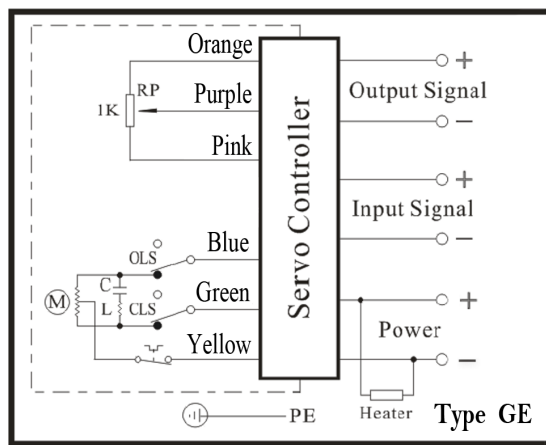 Orange
RP
1K
Purple
Pink
Servo Controller
+
Output Signal
−
+
Input Signal
−
OLS
Blue
C
M
L
CLS
Green
Yellow
+
Power
−
Heater
Type GE
PE